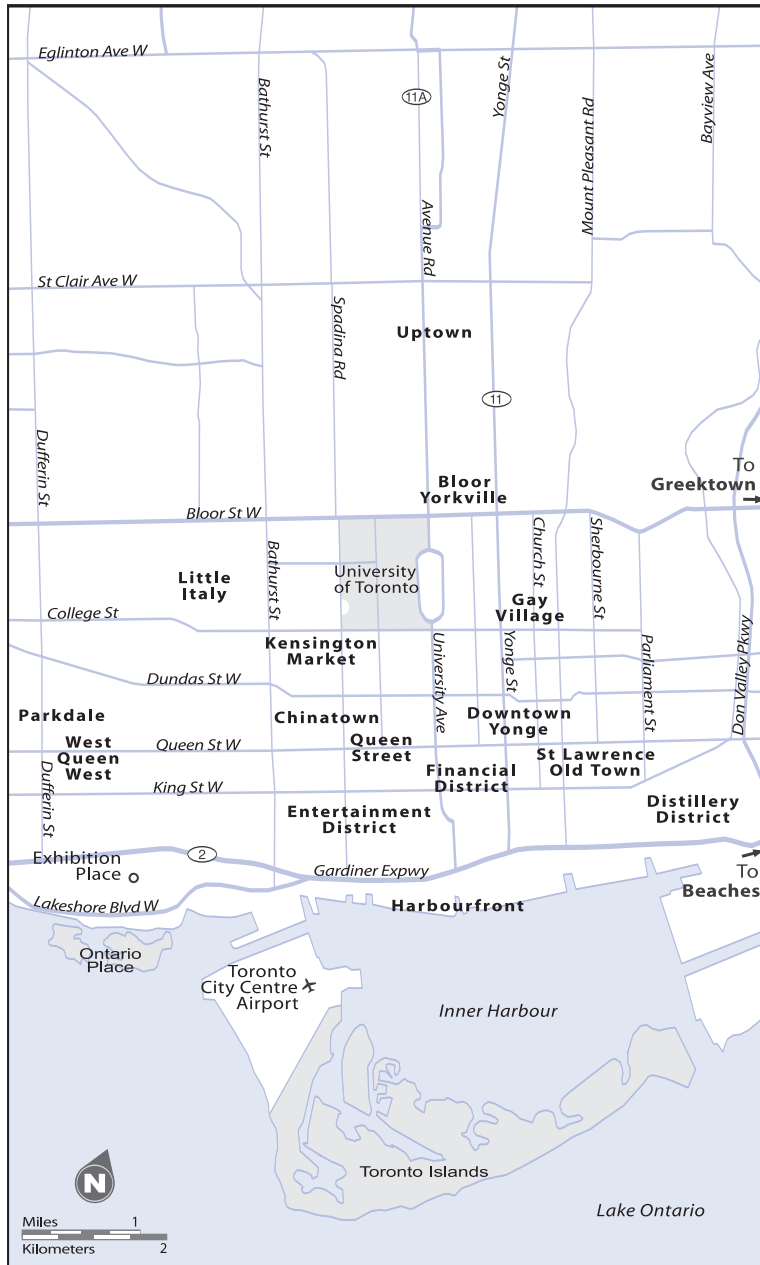 Eglinton Ave W
Bathurst St
11A
Yonge St
Mount Pleasant Rd
Bayview Ave
Avenue Rd
St Clair Ave W
Spadina Rd
Uptown
11
Dufferin St
Bloor
Yorkville
To
Greektown
Bloor St W
Bathurst St
University
of Toronto
Church St
Sherbourne St
Little
Italy
Gay
Village
College St
Kensington
Market
University Ave
Yonge St
Parliament St
Don Valley Pkwy
Dundas St W
Parkdale
Chinatown
Downtown
Yonge
West
Queen
West
Queen St W
Queen
Street
St Lawrence
Old Town
Financial
District
Dufferin St
King St W
Entertainment
District
Distillery
District
2
Exhibition
Place
Gardiner Expwy
To
Beaches
Lakeshore Blvd W
Harbourfront
Ontario
Place
Toronto
City Centre
Airport
Inner Harbour
Toronto Islands
N
Lake Ontario
Miles 1
Kilometers 2